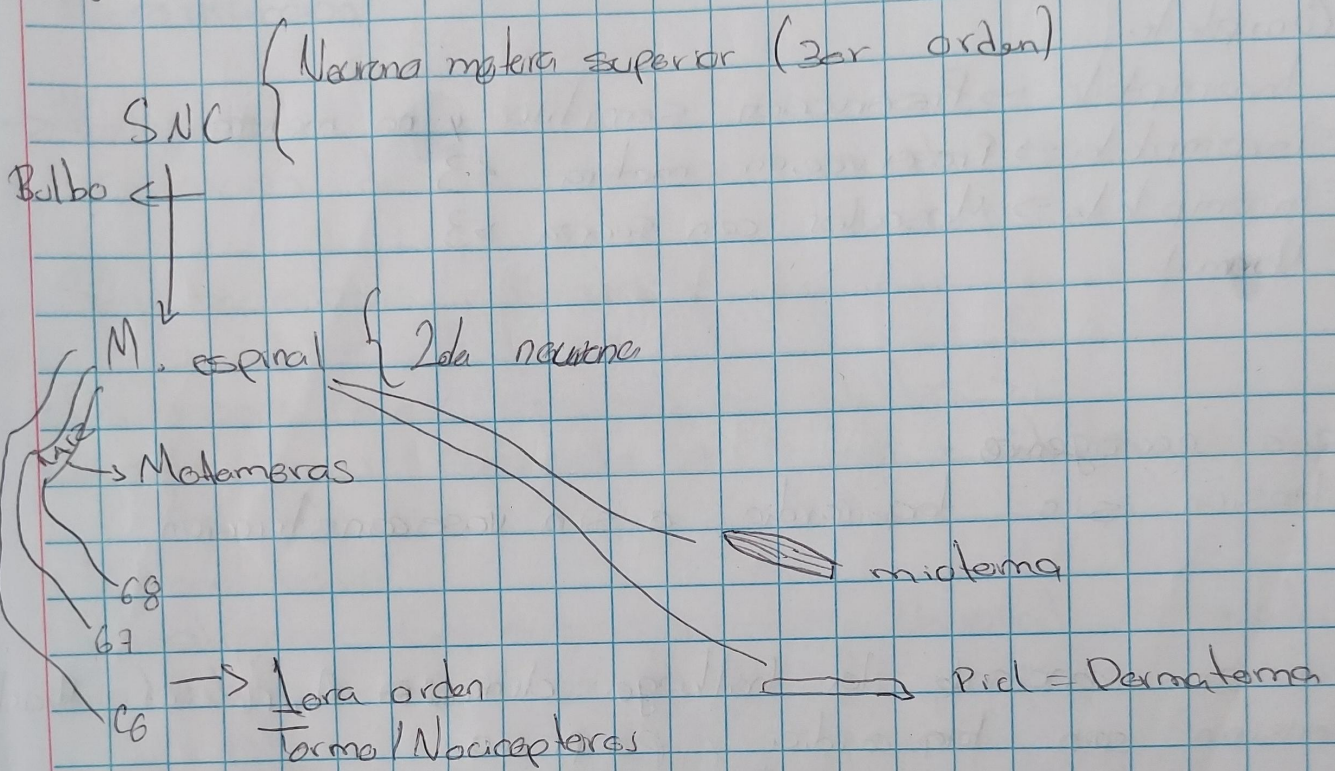 Neurona motora superior (3er orden)
SNC
Bulbo
M. espinal { 2da neurona
→ Metameras
miotoma
C8
C7
→ 1era orden
Piel = Dermatoma
C6
Termo/Nociceptores